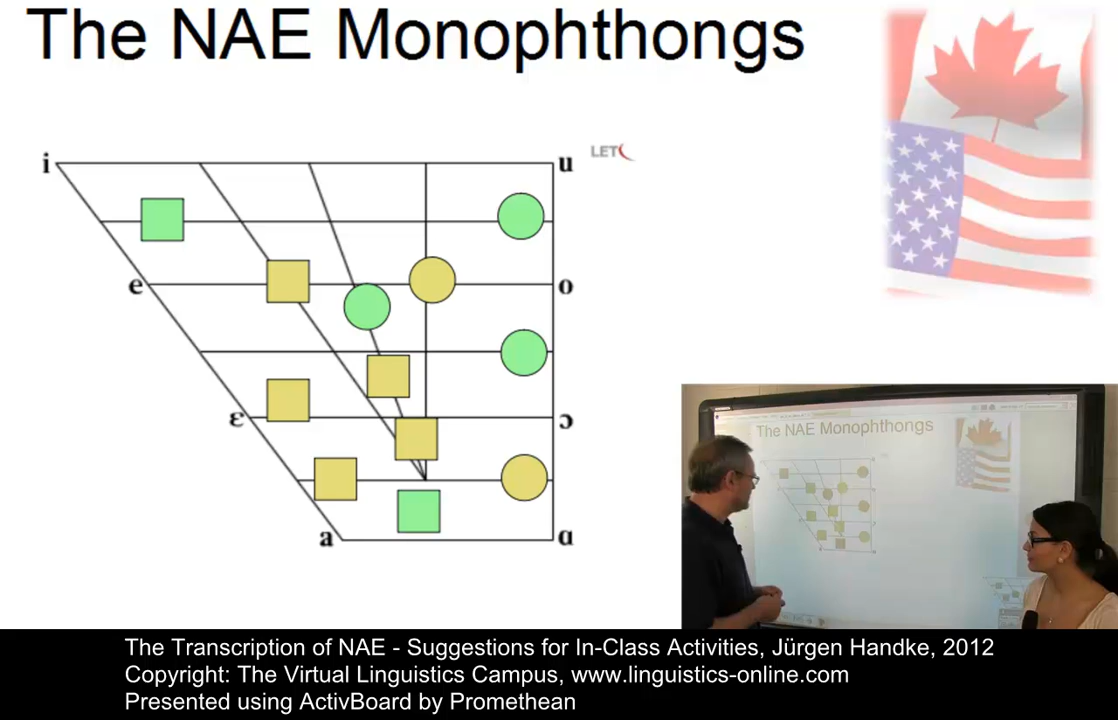 The NAE Monophthongs
i
u
LET
e
o
ɛ
ɔ
a
ɑ
The NAE Monophthongs
The Transcription of NAE - Suggestions for In-Class Activities, Jürgen Handke, 2012
Copyright: The Virtual Linguistics Campus, www.linguistics-online.com
Presented using ActivBoard by Promethean